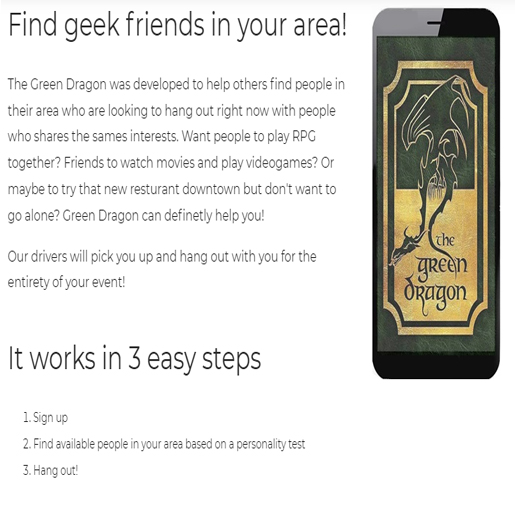 Find geek friends in your area!
The Green Dragon was developed to help others find people in
their area who are looking to hang out right now with people
who shares the sames interests. Want people to play RPG
together? Friends to watch movies and play videogames? Or
maybe to try that new resturant downtown but don't want to
go alone? Green Dragon can definetly help you!
Our drivers will pick you up and hang out with you for the
entirety of your event!
the
green
dragon
It works in 3 easy steps
1. Sign up
2. Find available people in your area based on a personality test
3. Hang out!